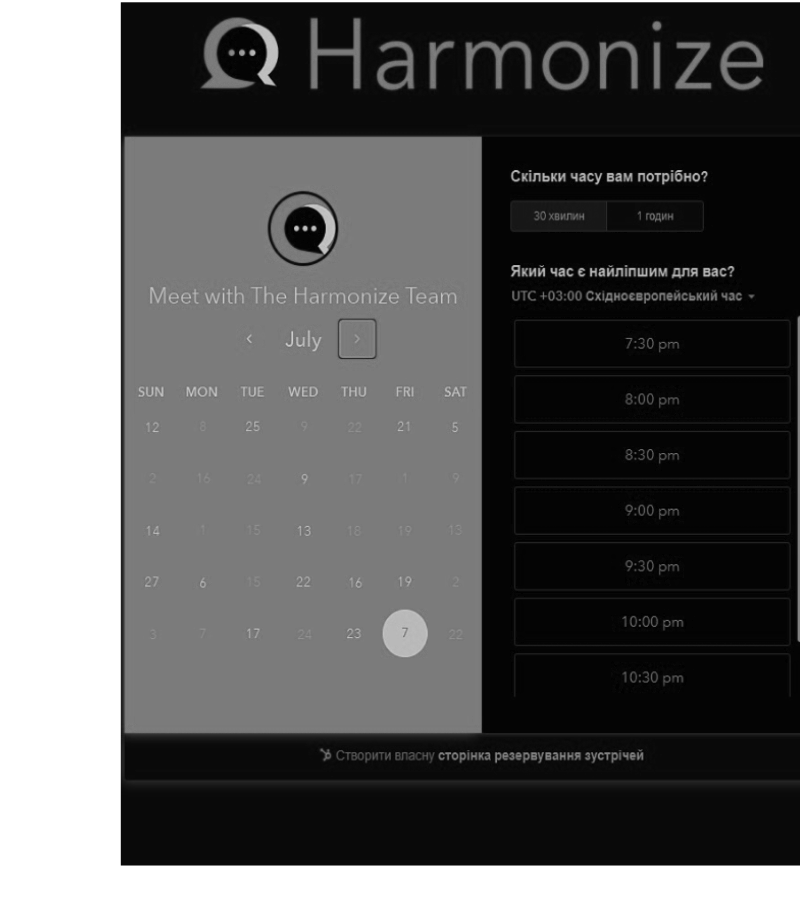 Harmonize
Meet with The Harmonize Team
July
SUN MON TUE WED THU FRI SAT
12 8 25 9 22 21 5
2 16 24 9 17 1 9
14 1 15 13 18 19 13
27 6 15 22 16 19 2
3 7 17 24 23 7 22
Скільки часу вам потрібно?
30 хвилин 1 годин
Який час є найліпшим для вас?
UTC +03:00 Східноєвропейський час
7:30 pm
8:00 pm
8:30 pm
9:00 pm
9:30 pm
10:00 pm
10:30 pm
Створити власну сторінка резервування зустрічей